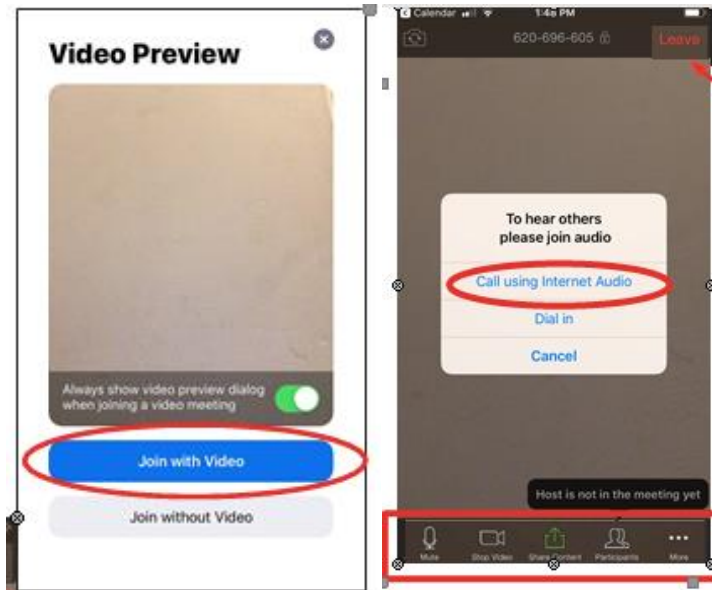 Video Preview
Always show video preview dialog
when joining a video meeting
Join with Video
Join without Video
Calendar 1:48 PM
620-696-605
Leave
To hear others
please join audio
Call using Internet Audio
Dial in
Cancel
Host is not in the meeting yet
Mute Stop Video Share Content Participants More